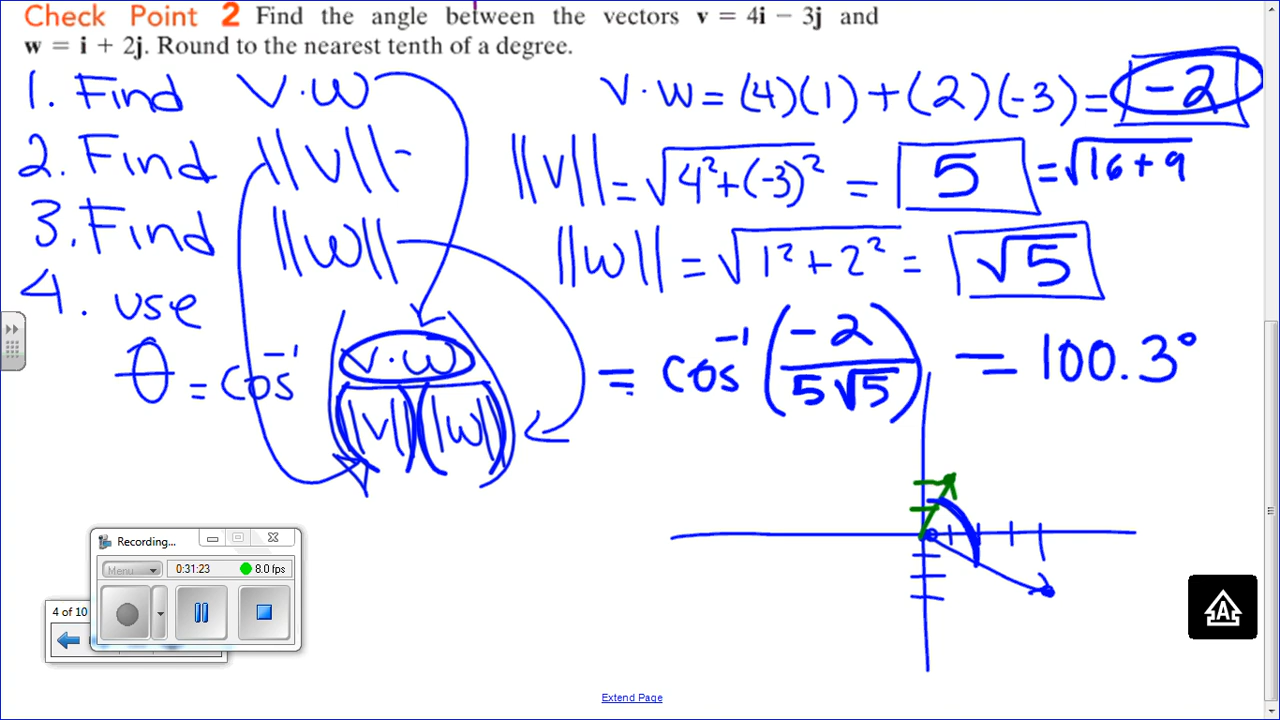 Check Point 2 Find the angle between the vectors v = 4i − 3j and
w = i + 2j. Round to the nearest tenth of a degree.
1. Find V·W
V·W = (4)(1) + (2)(-3) = -2
2. Find ||V||
||V|| = √(4² + (-3)²) = 5 = √(16 + 9)
3. Find ||W||
||W|| = √(1² + 2²) = √5
4. use
θ = cos⁻¹ (V·W / ||V|| ||W||) = cos⁻¹ (-2 / 5√5) = 100.3°
Recording...
Menu 0:31:23 8.0 fps
4 of 10
A
Extend Page